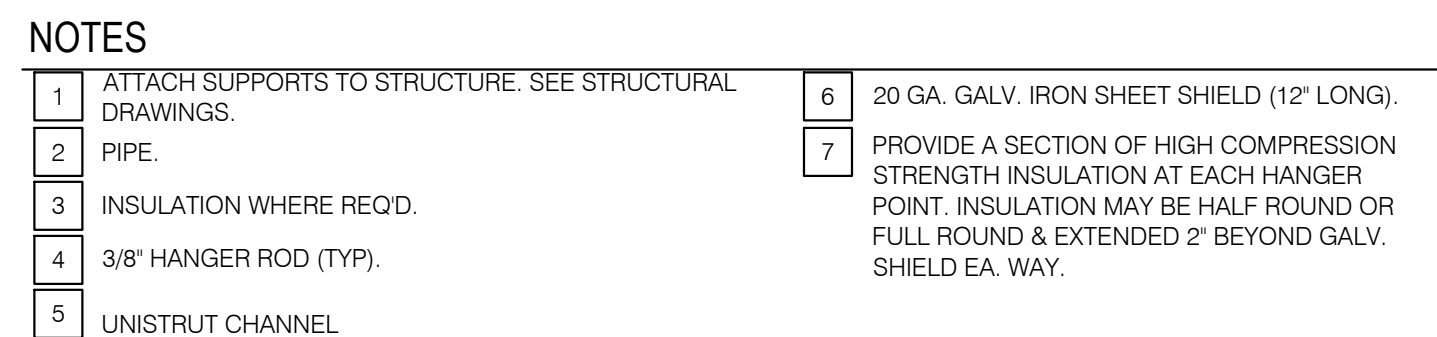 NOTES
1 ATTACH SUPPORTS TO STRUCTURE. SEE STRUCTURAL
DRAWINGS.
2 PIPE.
3 INSULATION WHERE REQ'D.
4 3/8" HANGER ROD (TYP).
5 UNISTRUT CHANNEL
6 20 GA. GALV. IRON SHEET SHIELD (12" LONG).
7 PROVIDE A SECTION OF HIGH COMPRESSION
STRENGTH INSULATION AT EACH HANGER
POINT. INSULATION MAY BE HALF ROUND OR
FULL ROUND & EXTENDED 2" BEYOND GALV.
SHIELD EA. WAY.